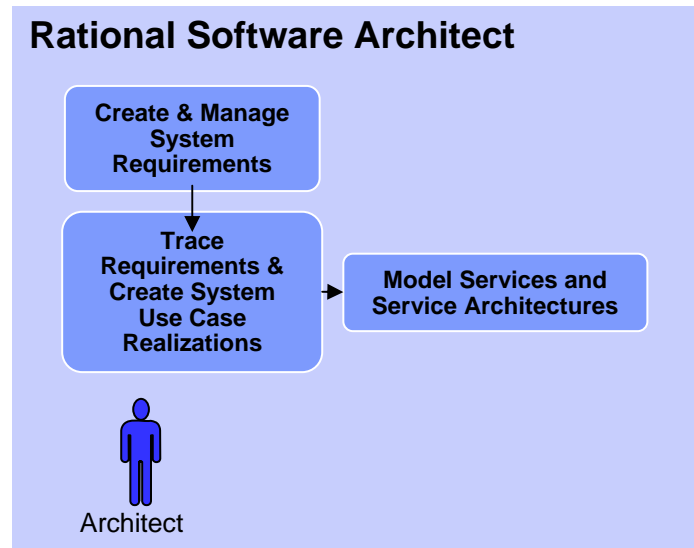 Rational Software Architect
Create & Manage
System
Requirements
Trace
Requirements &
Create System
Use Case
Realizations
Model Services and
Service Architectures
Architect